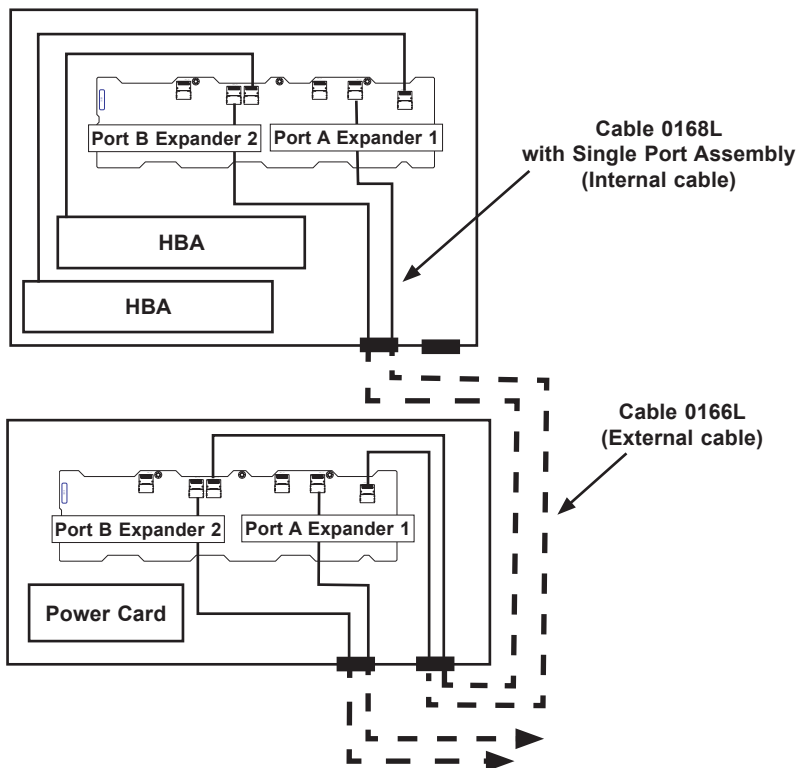 Port B Expander 2
Port A Expander 1
Cable 0168L
with Single Port Assembly
(Internal cable)
HBA
HBA
Cable 0166L
(External cable)
Port B Expander 2
Port A Expander 1
Power Card